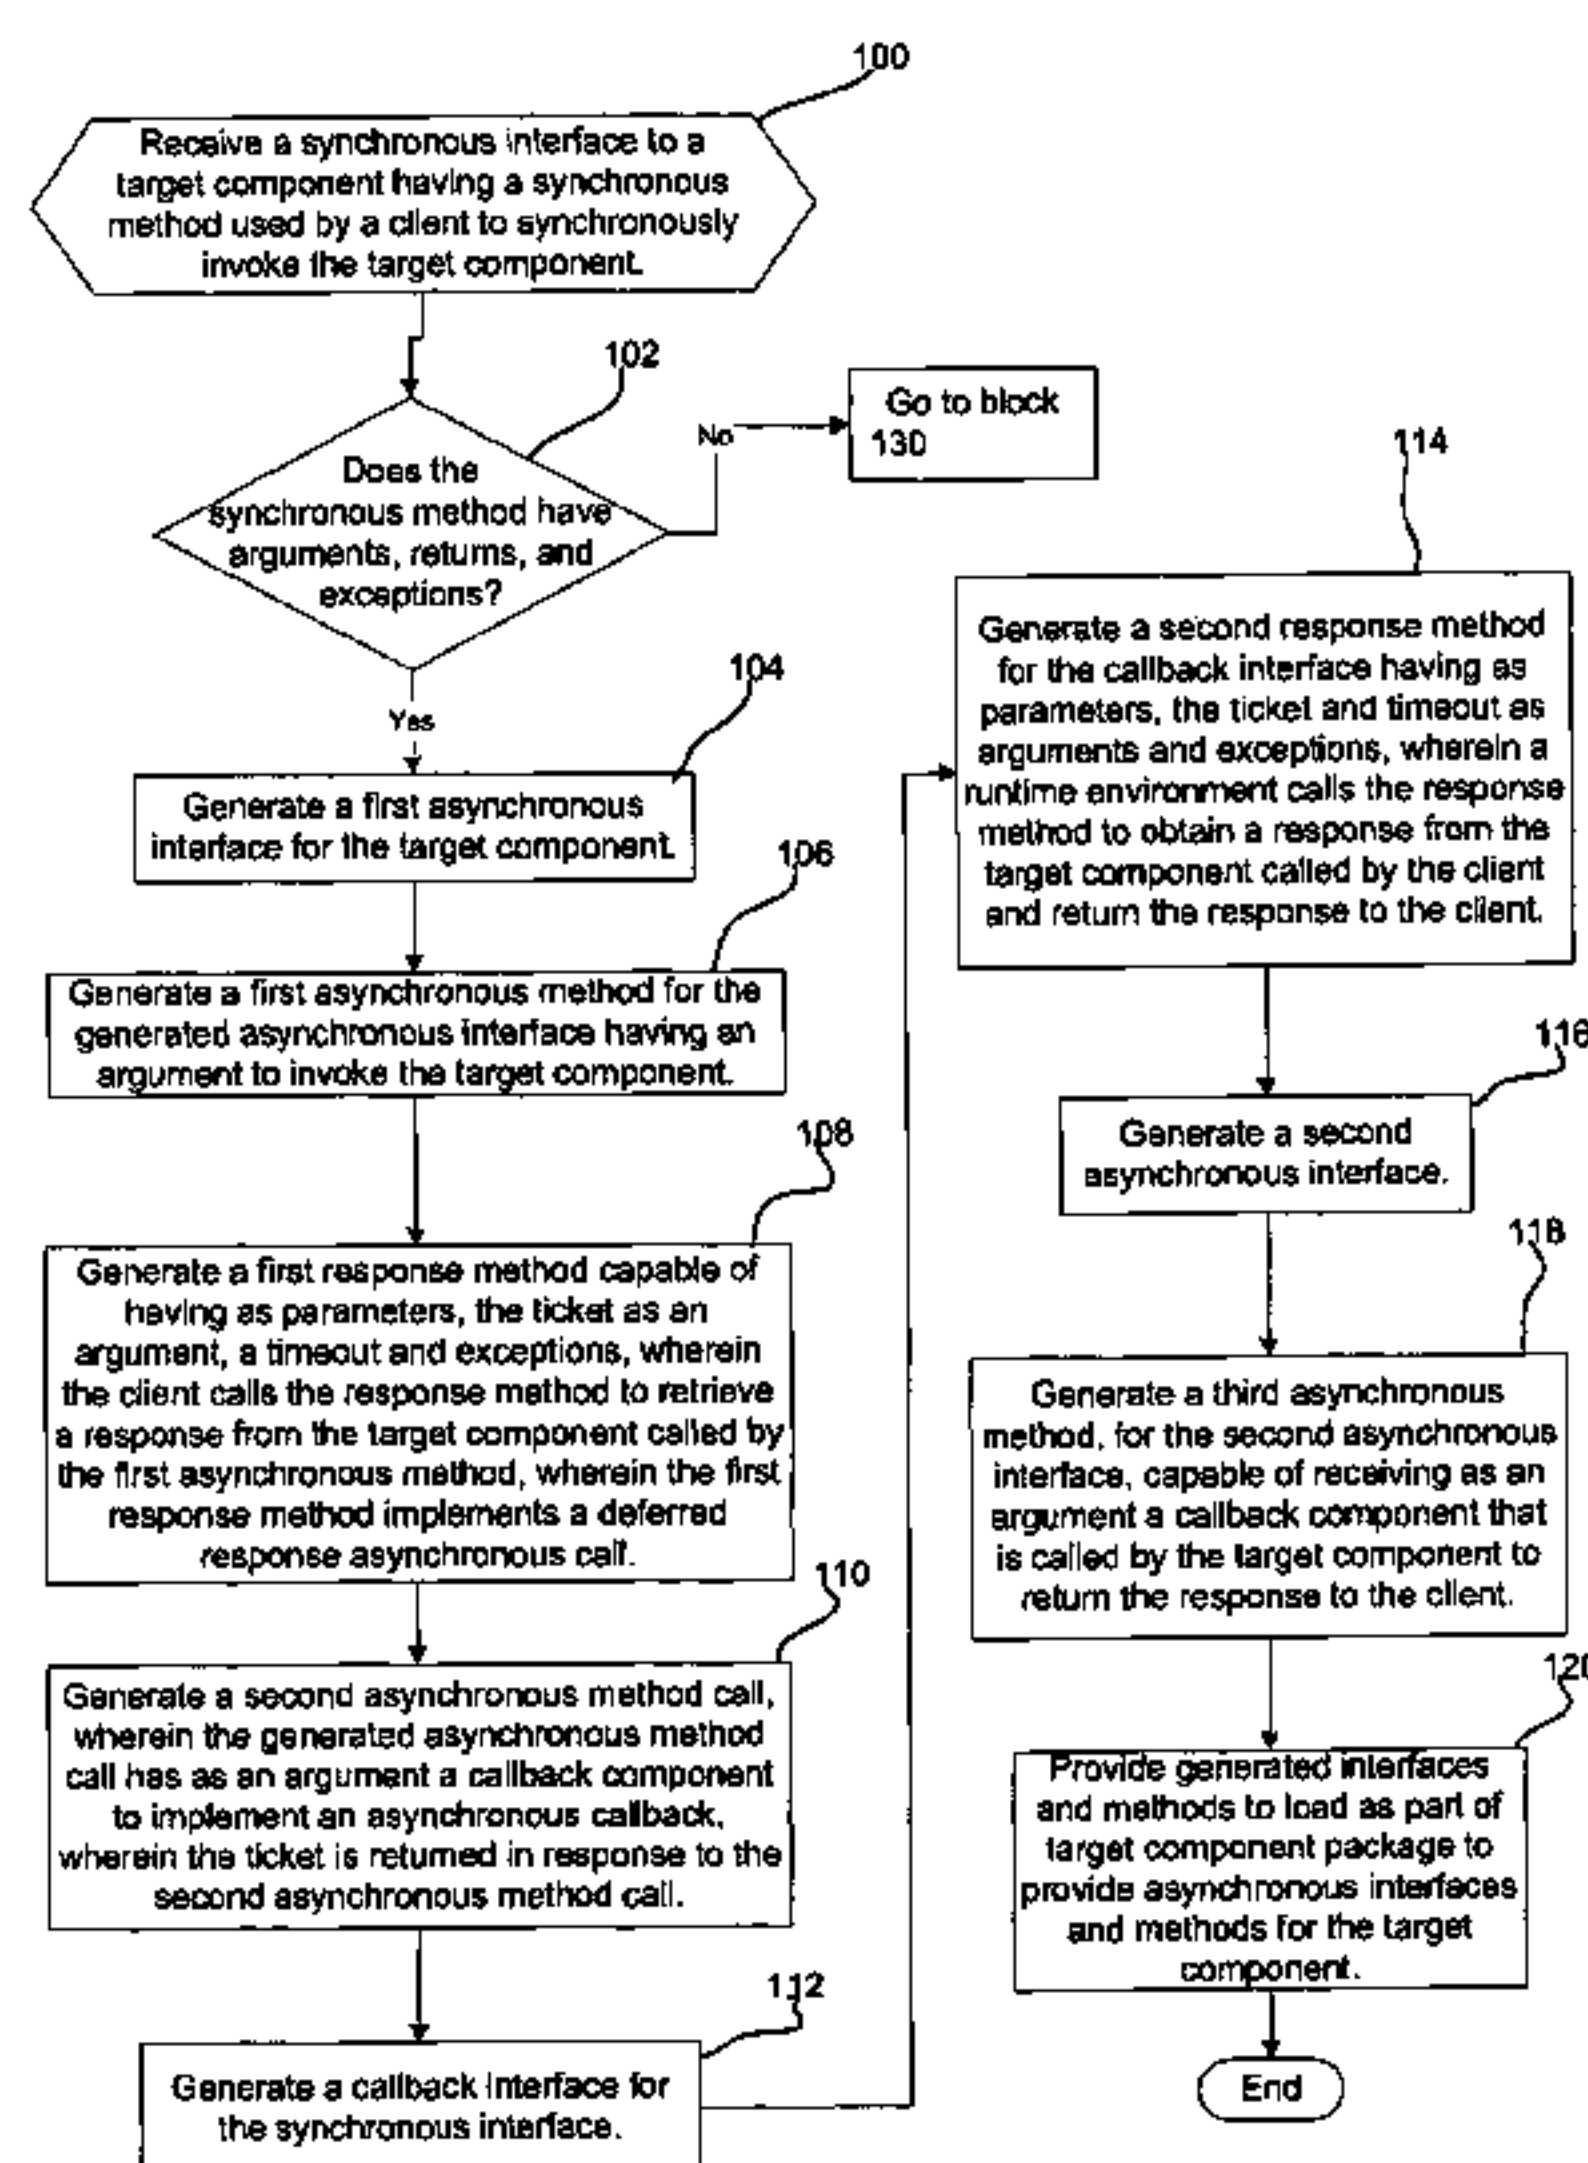 100
Receive a synchronous interface to a
target component having a synchronous
method used by a client to synchronously
invoke the target component.
102
Does the
synchronous method have
arguments, returns, and
exceptions?
No
Go to block
130
Yes
104
Generate a first asynchronous
interface for the target component.
106
Generate a first asynchronous method for the
generated asynchronous interface having an
argument to invoke the target component.
108
Generate a first response method capable of
having as parameters, the ticket as an
argument, a timeout and exceptions, wherein
the client calls the response method to retrieve
a response from the target component called by
the first asynchronous method, wherein the first
response method implements a deferred
response asynchronous call.
110
Generate a second asynchronous method call,
wherein the generated asynchronous method
call has as an argument a callback component
to implement an asynchronous callback,
wherein the ticket is returned in response to the
second asynchronous method call.
112
Generate a callback interface for
the synchronous interface.
114
Generate a second response method
for the callback interface having as
parameters, the ticket and timeout as
arguments and exceptions, wherein a
runtime environment calls the response
method to obtain a response from the
target component called by the client
and return the response to the client.
116
Generate a second
asynchronous interface.
118
Generate a third asynchronous
method, for the second asynchronous
interface, capable of receiving as an
argument a callback component that
is called by the target component to
return the response to the client.
120
Provide generated interfaces
and methods to load as part of
target component package to
provide asynchronous interfaces
and methods for the target
component.
End